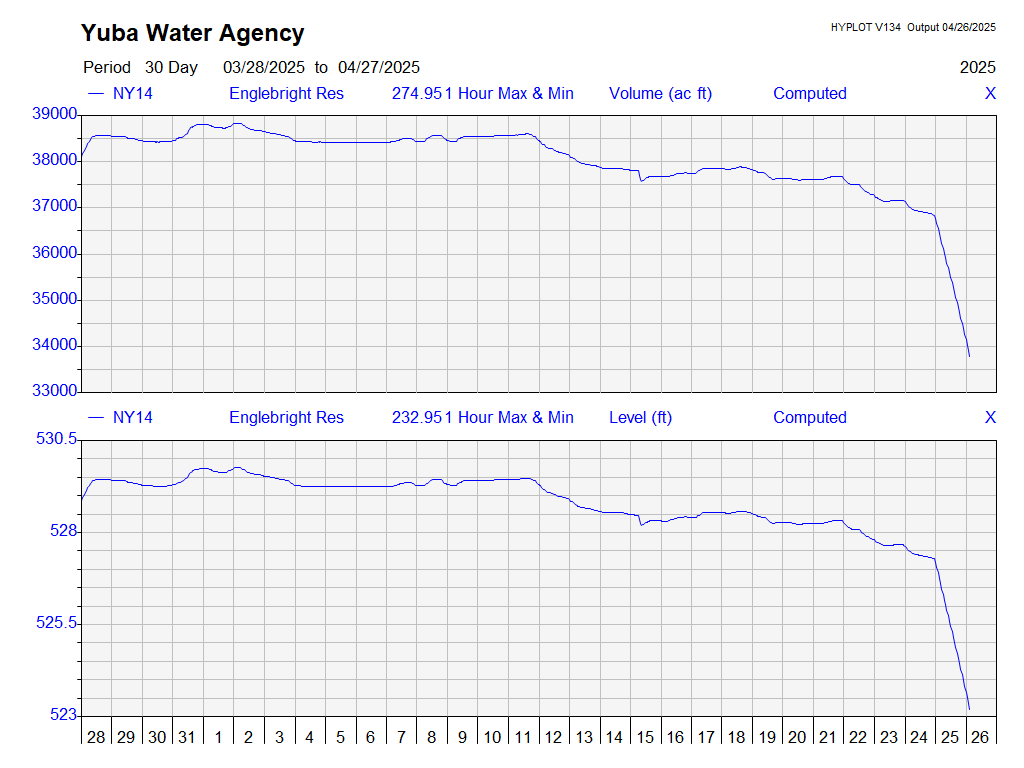 Yuba Water Agency
HYPLOT V134 Output 04/26/2025
Period 30 Day 03/28/2025 to 04/27/2025 2025
NY14 Englebright Res 274.951 Hour Max & Min Volume (ac ft) Computed X
39000
38000
37000
36000
35000
34000
33000
NY14 Englebright Res 232.951 Hour Max & Min Level (ft) Computed X
530.5
528
525.5
523
28 29 30 31 1 2 3 4 5 6 7 8 9 10 11 12 13 14 15 16 17 18 19 20 21 22 23 24 25 26